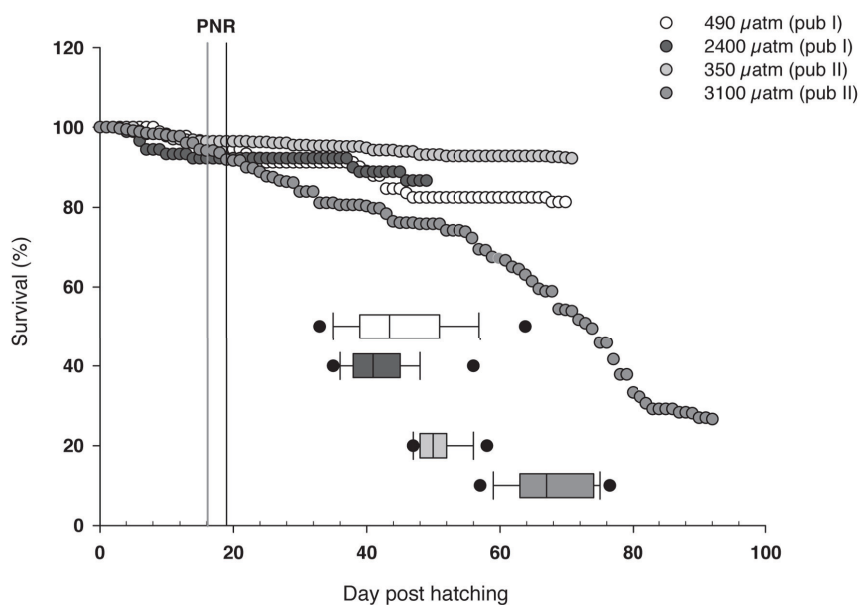 PNR
490 µatm (pub I)
2400 µatm (pub I)
350 µatm (pub II)
3100 µatm (pub II)
120
100
80
60
40
20
0
Survival (%)
0 20 40 60 80 100
Day post hatching